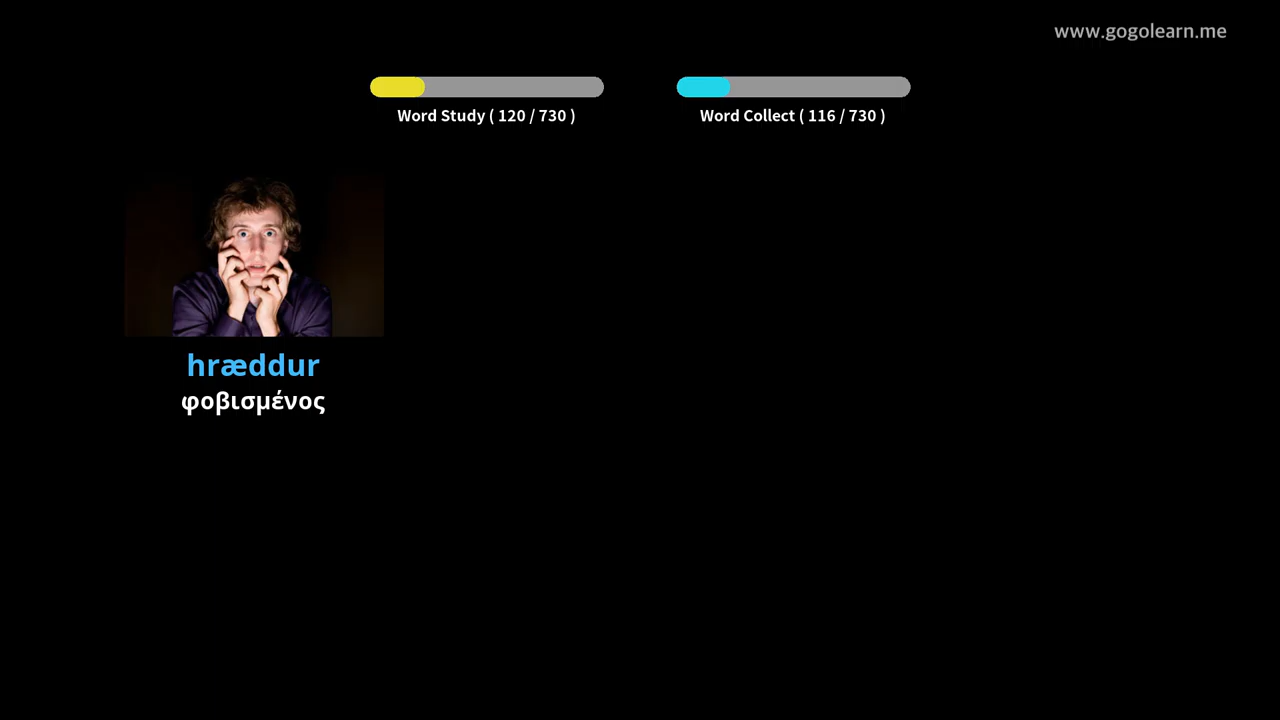 www.gogolearn.me
Word Study ( 120 / 730 )
Word Collect ( 116 / 730 )
hræddur
φοβισμένος